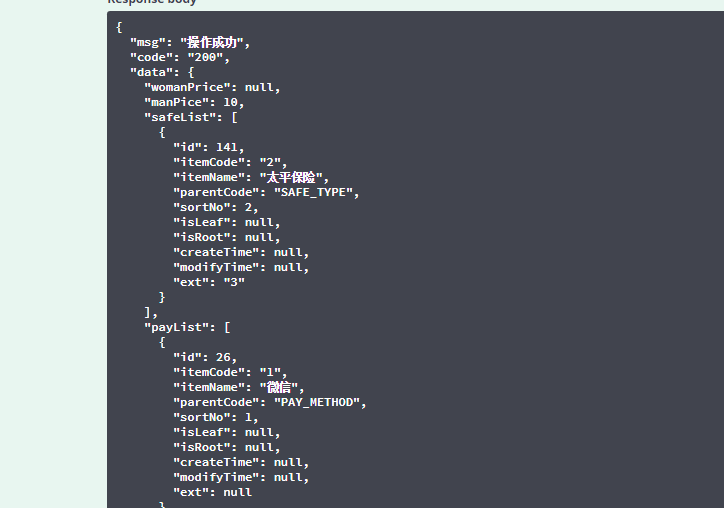 Response body
{
"msg": "操作成功",
"code": "200",
"data": {
"womanPrice": null,
"manPice": 10,
"safeList": [
{
"id": 141,
"itemCode": "2",
"itemName": "太平保险",
"parentCode": "SAFE_TYPE",
"sortNo": 2,
"isLeaf": null,
"isRoot": null,
"createTime": null,
"modifyTime": null,
"ext": "3"
}
],
"payList": [
{
"id": 26,
"itemCode": "1",
"itemName": "微信",
"parentCode": "PAY_METHOD",
"sortNo": 1,
"isLeaf": null,
"isRoot": null,
"createTime": null,
"modifyTime": null,
"ext": null
}